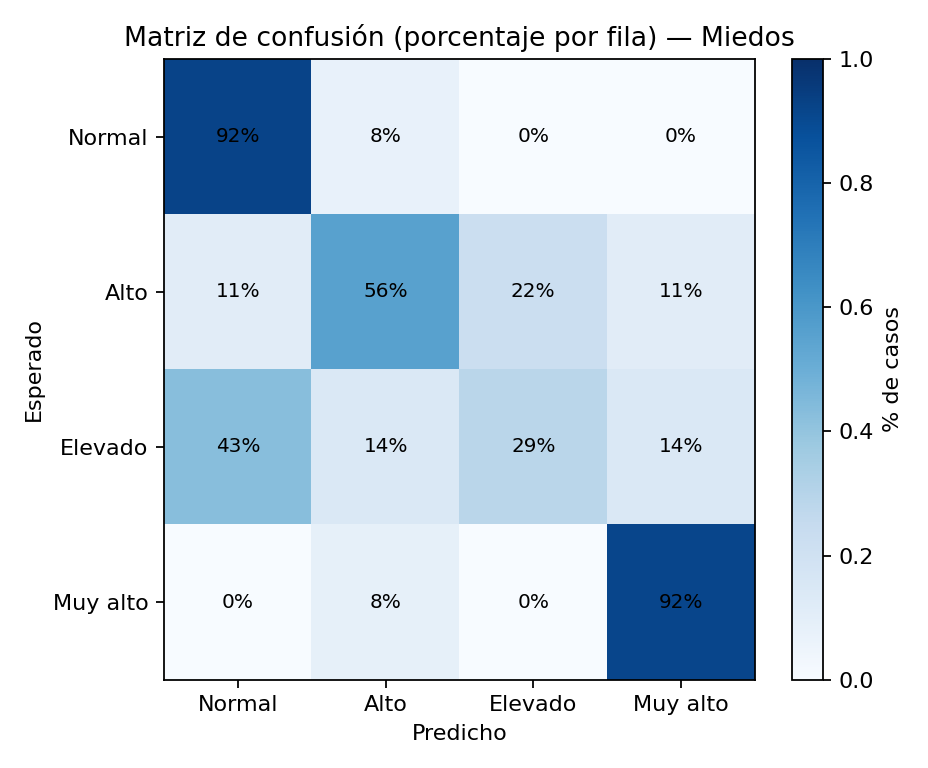 Matriz de confusión (porcentaje por fila) — Miedos
Normal 92% 8% 0% 0%
Alto 11% 56% 22% 11%
Elevado 43% 14% 29% 14%
Muy alto 0% 8% 0% 92%
Normal Alto Elevado Muy alto
Predicho
Esperado
1.0
0.8
0.6
0.4
0.2
0.0
% de casos